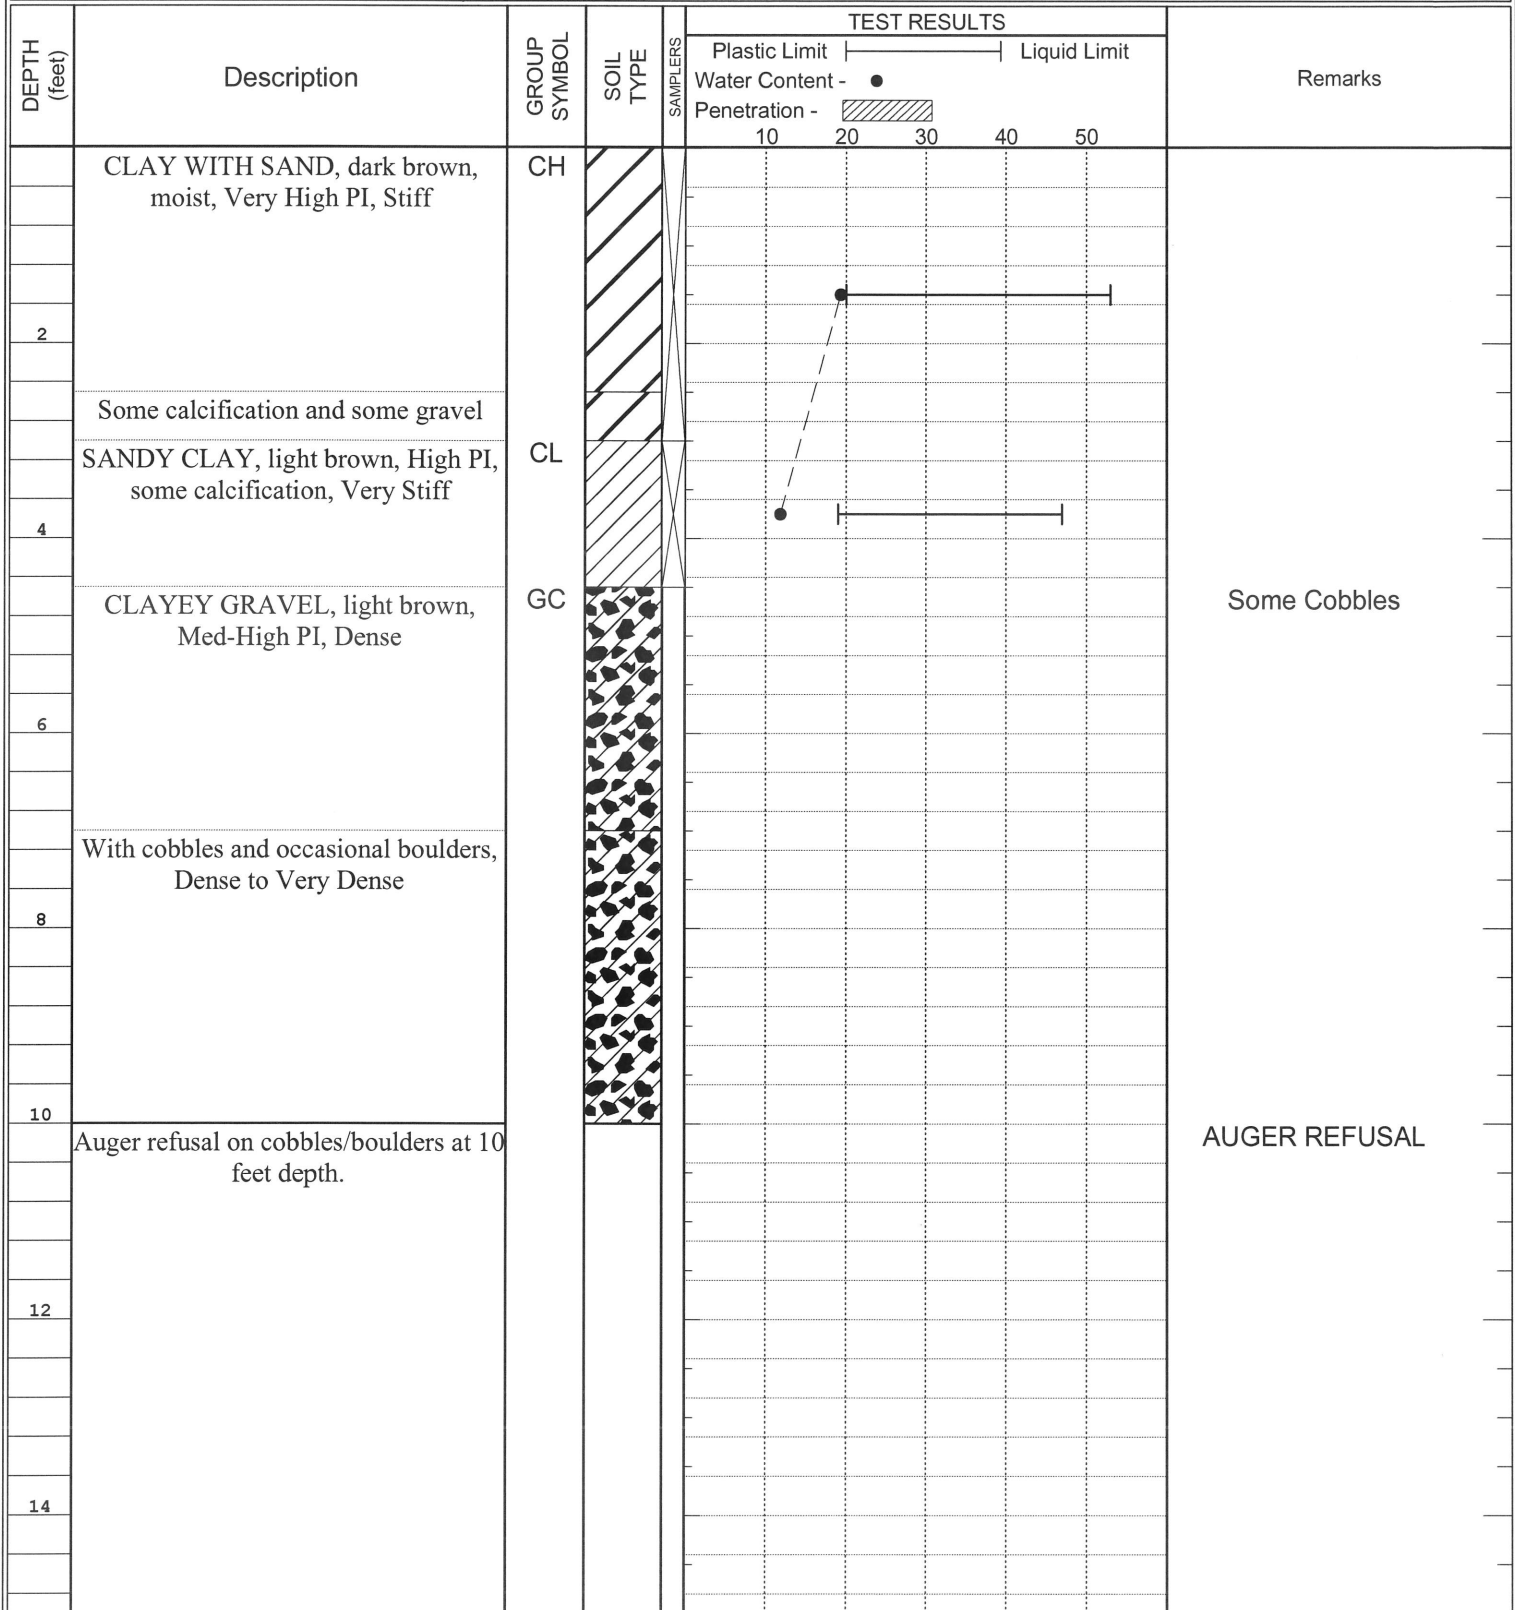 DEPTH
(feet)
Description
GROUP
SYMBOL
SOIL
TYPE
SAMPLERS
TEST RESULTS
Plastic Limit
Liquid Limit
Water Content -
Penetration -
10 20 30 40 50
Remarks
CLAY WITH SAND, dark brown,
moist, Very High PI, Stiff
CH
2
Some calcification and some gravel
SANDY CLAY, light brown, High PI,
some calcification, Very Stiff
CL
4
CLAYEY GRAVEL, light brown,
Med-High PI, Dense
GC
Some Cobbles
6
With cobbles and occasional boulders,
Dense to Very Dense
8
10
Auger refusal on cobbles/boulders at 10
feet depth.
AUGER REFUSAL
12
14